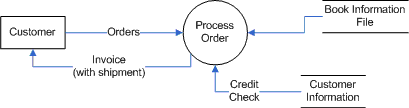 Customer
Orders
Process
Order
Book Information
File
Invoice
(with shipment)
Credit
Check
Customer
Information